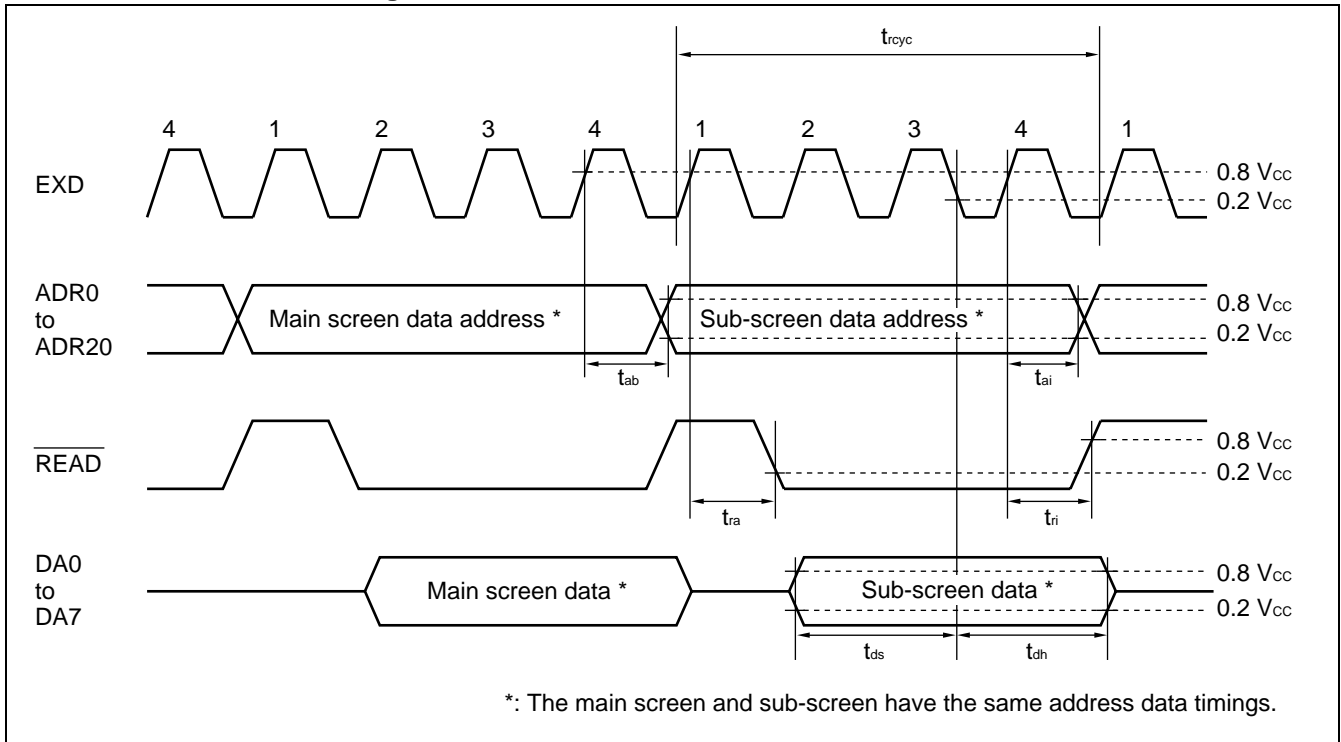 trcyc
4 1 2 3 4 1 2 3 4 1
EXD
0.8 VCC
0.2 VCC
ADR0
to
ADR20
Main screen data address *
Sub-screen data address *
0.8 VCC
0.2 VCC
tab
tai
READ
0.8 VCC
0.2 VCC
tra
tri
DA0
to
DA7
Main screen data *
Sub-screen data *
0.8 VCC
0.2 VCC
tds
tdh
*: The main screen and sub-screen have the same address data timings.